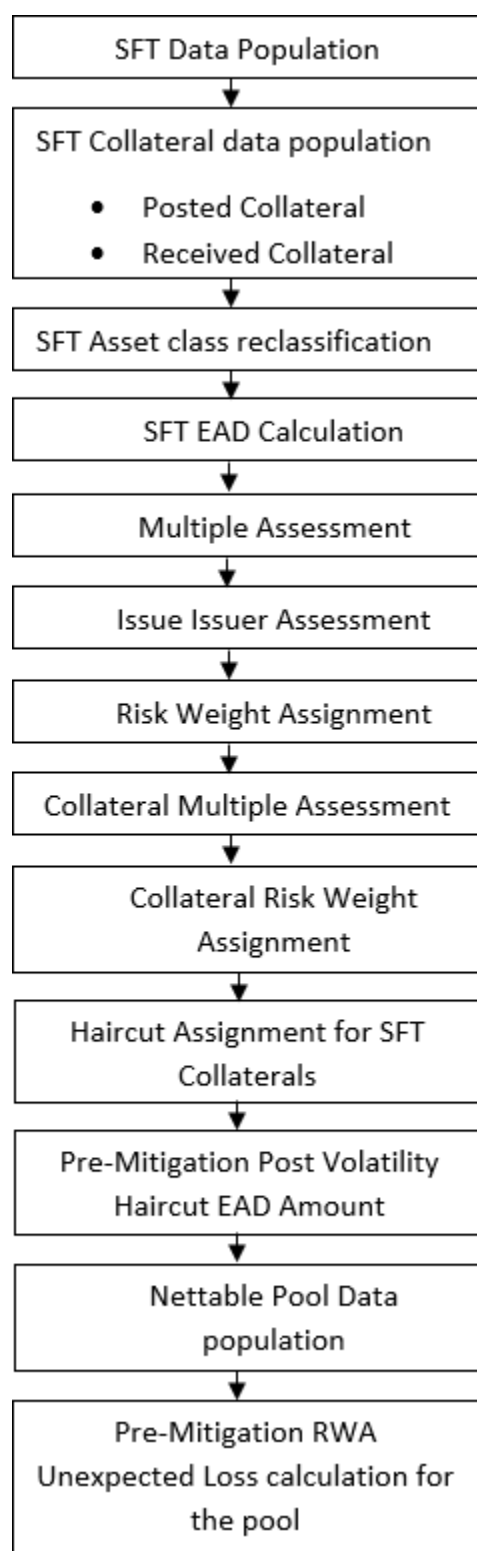 SFT Data Population
SFT Collateral data population
• Posted Collateral
• Received Collateral
SFT Asset class reclassification
SFT EAD Calculation
Multiple Assessment
Issue Issuer Assessment
Risk Weight Assignment
Collateral Multiple Assessment
Collateral Risk Weight
Assignment
Haircut Assignment for SFT
Collaterals
Pre-Mitigation Post Volatility
Haircut EAD Amount
Nettable Pool Data
population
Pre-Mitigation RWA
Unexpected Loss calculation for
the pool